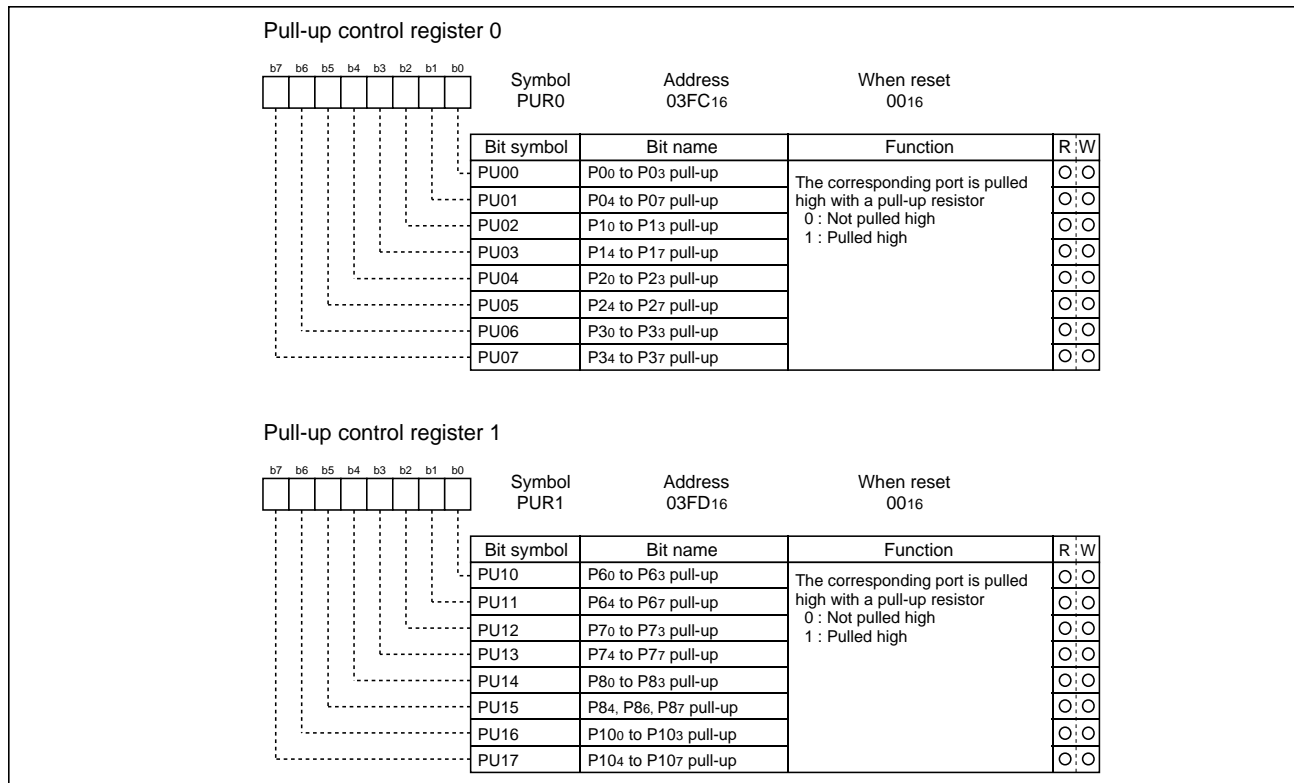 Pull-up control register 0
b7 b6 b5 b4 b3 b2 b1 b0
Symbol Address When reset
PUR0 03FC16 0016
Bit symbol Bit name Function R W
PU00 P00 to P03 pull-up The corresponding port is pulled high with a pull-up resistor 0 : Not pulled high 1 : Pulled high O O
PU01 P04 to P07 pull-up O O
PU02 P10 to P13 pull-up O O
PU03 P14 to P17 pull-up O O
PU04 P20 to P23 pull-up O O
PU05 P24 to P27 pull-up O O
PU06 P30 to P33 pull-up O O
PU07 P34 to P37 pull-up O O
Pull-up control register 1
b7 b6 b5 b4 b3 b2 b1 b0
Symbol Address When reset
PUR1 03FD16 0016
Bit symbol Bit name Function R W
PU10 P60 to P63 pull-up The corresponding port is pulled high with a pull-up resistor 0 : Not pulled high 1 : Pulled high O O
PU11 P64 to P67 pull-up O O
PU12 P70 to P73 pull-up O O
PU13 P74 to P77 pull-up O O
PU14 P80 to P83 pull-up O O
PU15 P84, P86, P87 pull-up O O
PU16 P100 to P103 pull-up O O
PU17 P104 to P107 pull-up O O